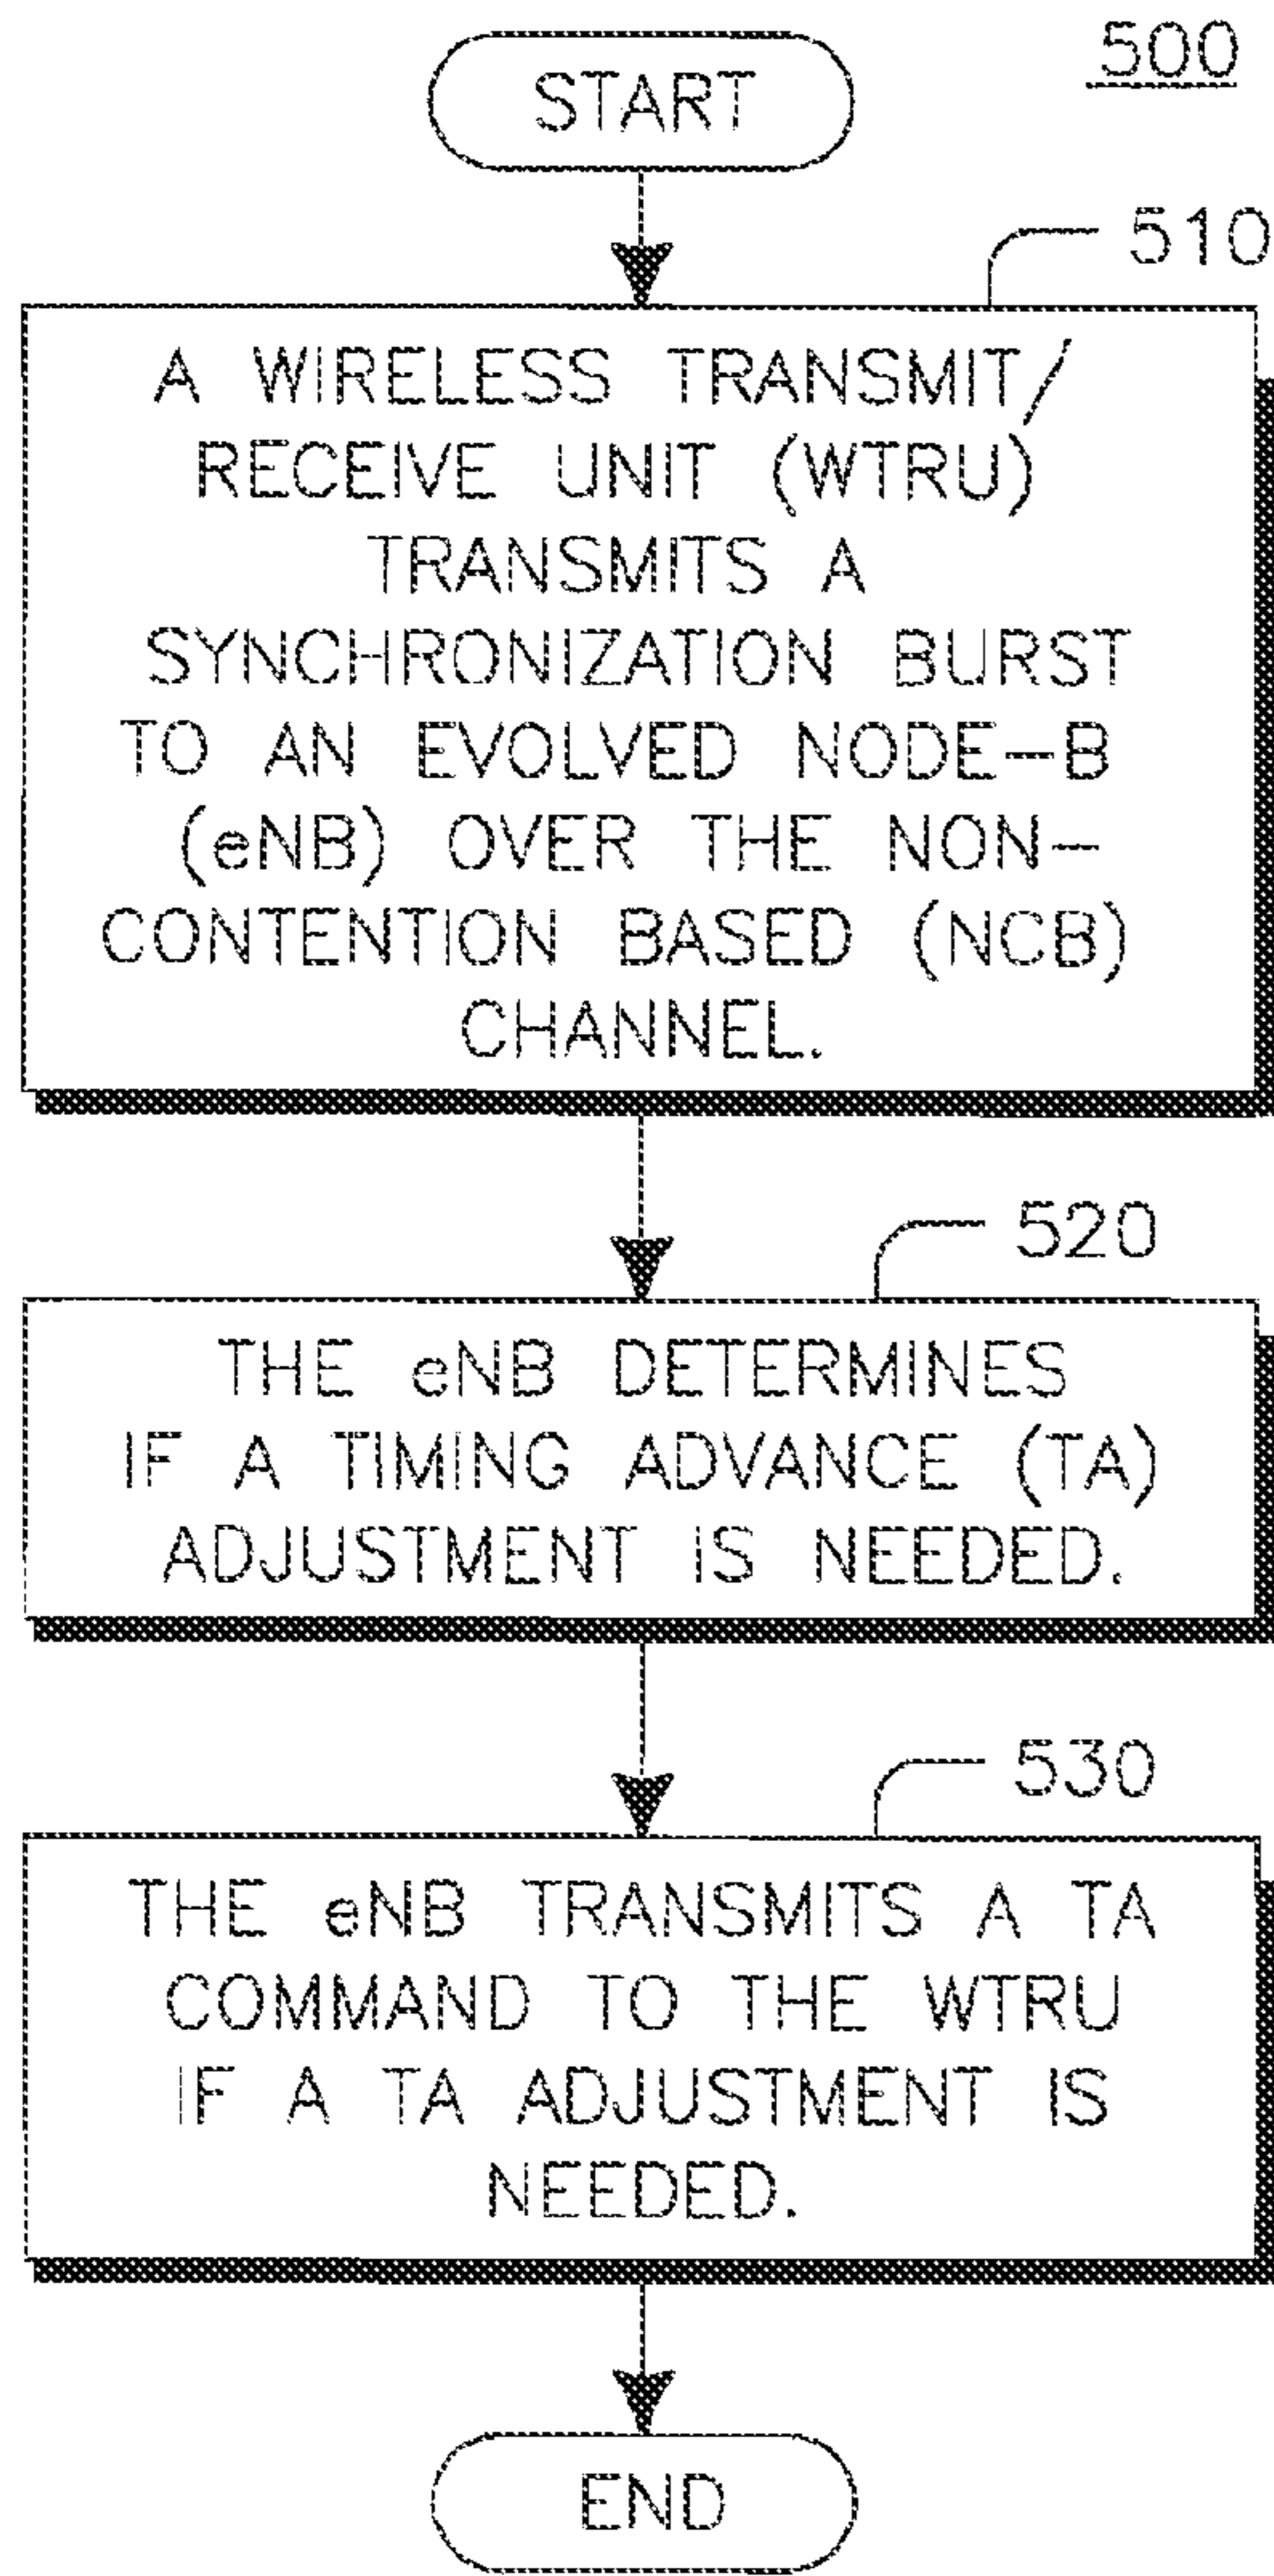 500
START
510
A WIRELESS TRANSMIT/
RECEIVE UNIT (WTRU)
TRANSMITS A
SYNCHRONIZATION BURST
TO AN EVOLVED NODE-B
(eNB) OVER THE NON-
CONTENTION BASED (NCB)
CHANNEL.
520
THE eNB DETERMINES
IF A TIMING ADVANCE (TA)
ADJUSTMENT IS NEEDED.
530
THE eNB TRANSMITS A TA
COMMAND TO THE WTRU
IF A TA ADJUSTMENT IS
NEEDED.
END